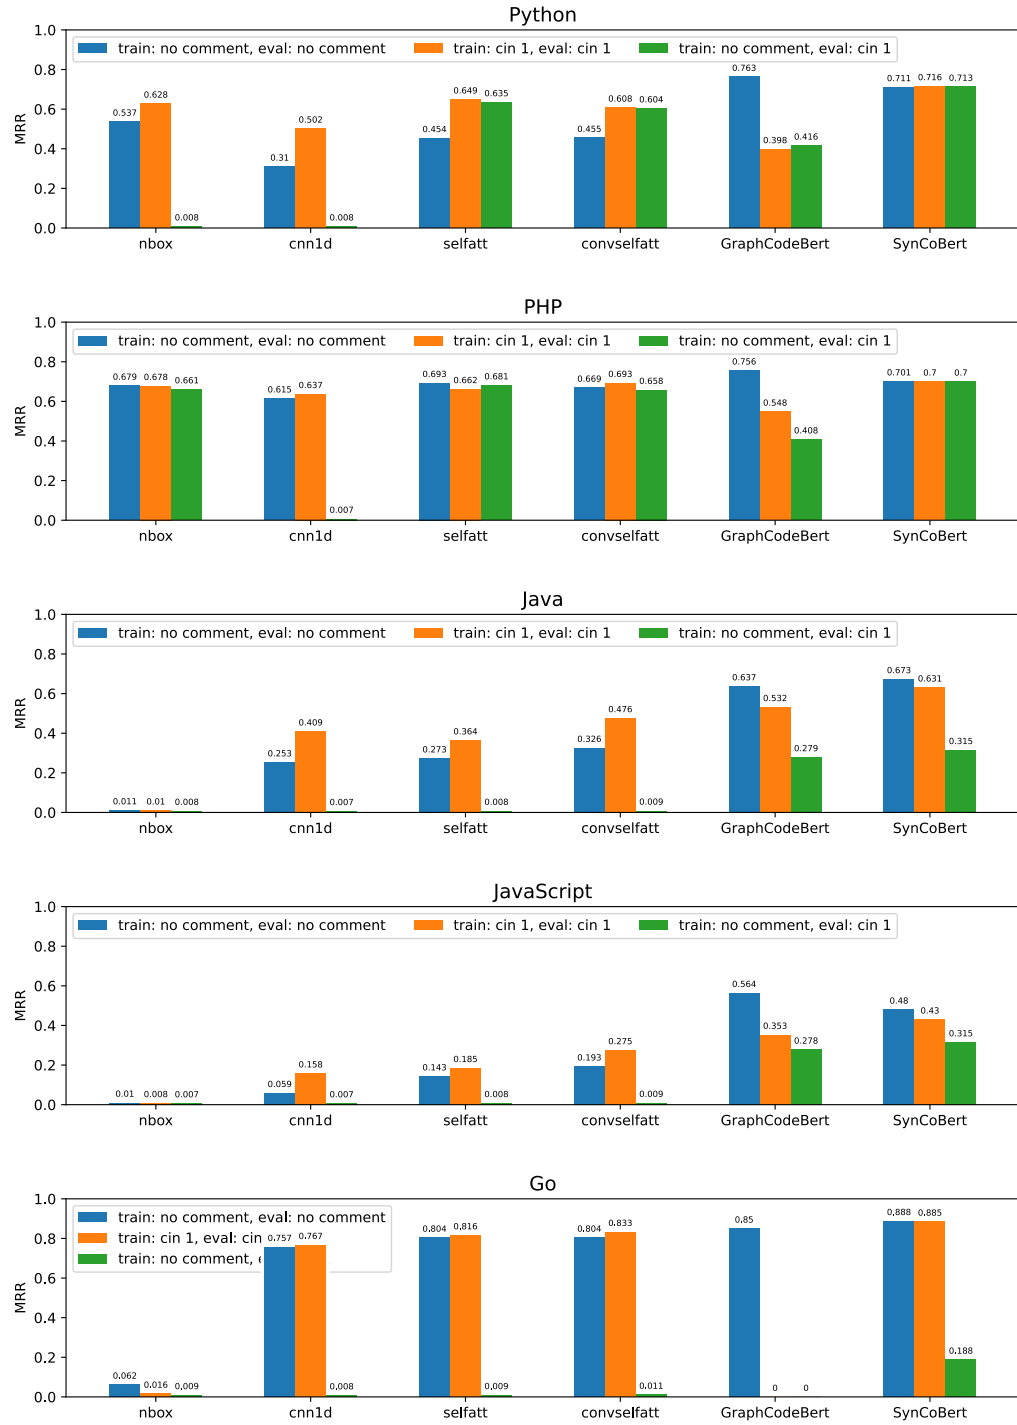 Python
1.0
train: no comment, eval: no comment train: cin 1, eval: cin 1 train: no comment, eval: cin 1
0.8
0.763
0.711 0.716 0.713
0.537 0.628 0.649 0.635 0.608 0.604
0.6
0.502
MRR
0.454 0.455
0.4
0.398 0.416
0.31
0.2
0.008 0.008
0.0
nbox cnn1d selfatt convselfatt GraphCodeBert SynCoBert
PHP
1.0
train: no comment, eval: no comment train: cin 1, eval: cin 1 train: no comment, eval: cin 1
0.8
0.756
0.679 0.678 0.661 0.615 0.637 0.693 0.662 0.681 0.669 0.693 0.658 0.701 0.7 0.7
0.6
0.548
MRR
0.4
0.408
0.2
0.007
0.0
nbox cnn1d selfatt convselfatt GraphCodeBert SynCoBert
Java
1.0
train: no comment, eval: no comment train: cin 1, eval: cin 1 train: no comment, eval: cin 1
0.8
0.637 0.673 0.631
0.6
0.532
MRR
0.409 0.364 0.476
0.4
0.253 0.273 0.326 0.279 0.315
0.2
0.011 0.01 0.008 0.007 0.008 0.009
0.0
nbox cnn1d selfatt convselfatt GraphCodeBert SynCoBert
JavaScript
1.0
train: no comment, eval: no comment train: cin 1, eval: cin 1 train: no comment, eval: cin 1
0.8
0.6
0.564
MRR
0.48 0.43
0.4
0.353 0.278 0.315
0.2
0.158 0.143 0.185 0.193 0.275
0.059
0.01 0.008 0.007 0.007 0.008 0.009
0.0
nbox cnn1d selfatt convselfatt GraphCodeBert SynCoBert
Go
1.0
train: no comment, eval: no comment
train: cin 1, eval: cin
train: no comment,
0.8
0.757 0.767 0.804 0.816 0.804 0.833 0.85 0.888 0.885
0.6
MRR
0.4
0.2
0.188
0.062 0.016 0.009 0.008 0.009 0.011 0 0
0.0
nbox cnn1d selfatt convselfatt GraphCodeBert SynCoBert